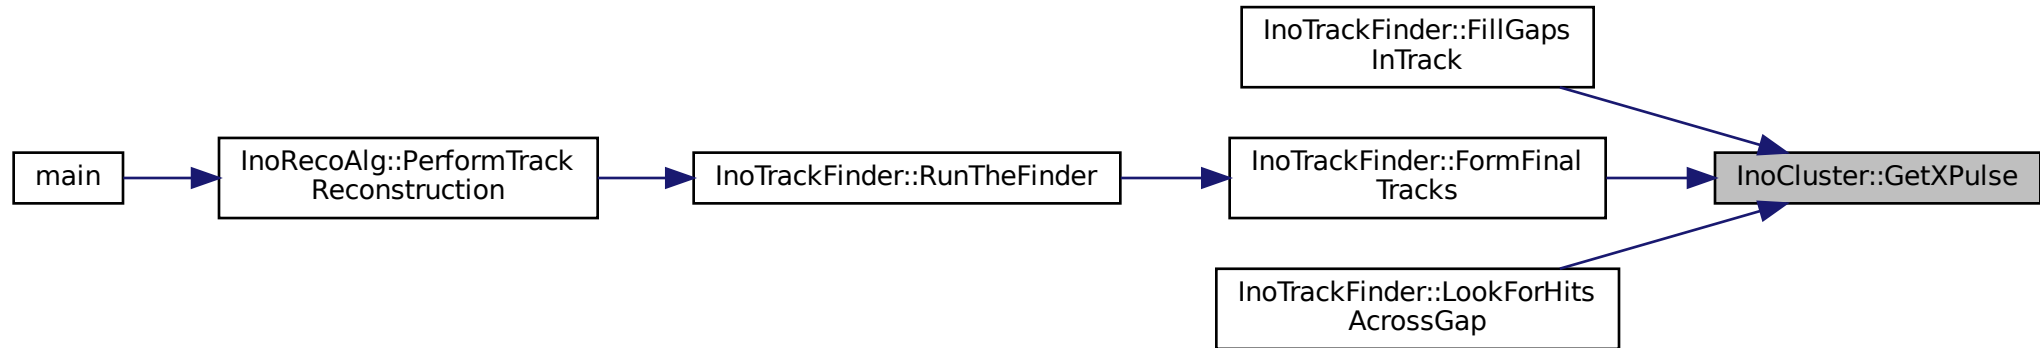 main
InoRecoAlg::PerformTrack
Reconstruction
InoTrackFinder::RunTheFinder
InoTrackFinder::FillGaps
InTrack
InoTrackFinder::FormFinal
Tracks
InoTrackFinder::LookForHits
AcrossGap
InoCluster::GetXPulse